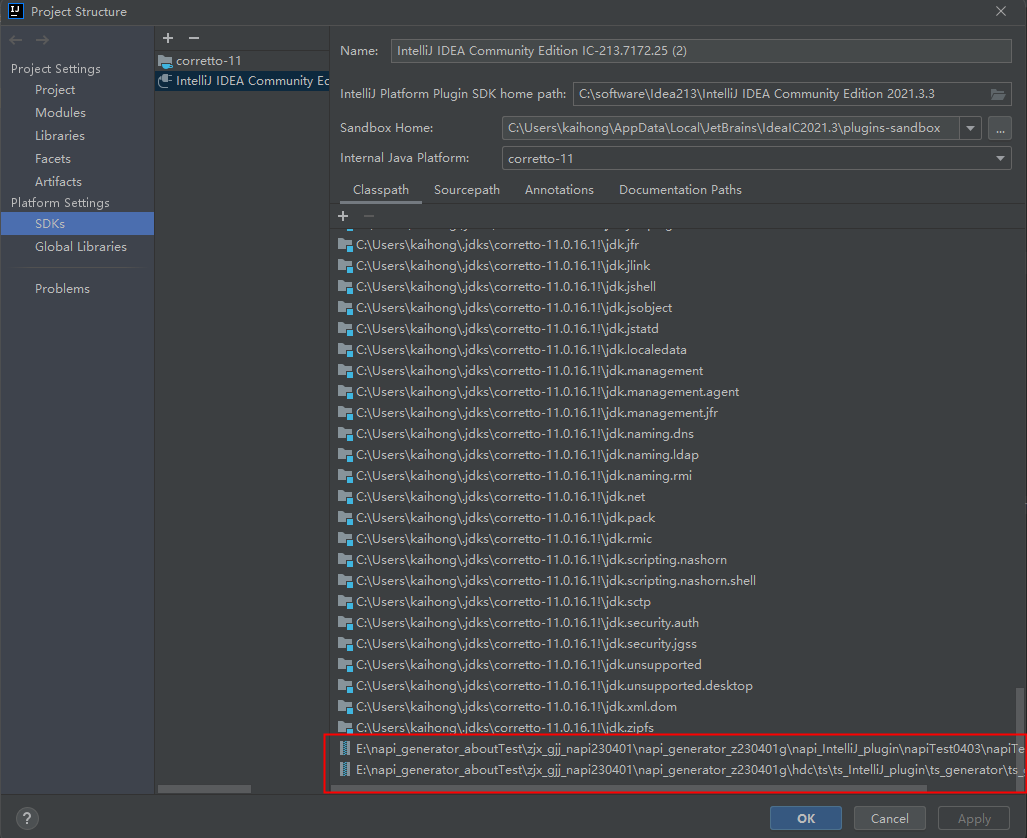 Project Structure
Project Settings
Project
Modules
Libraries
Facets
Artifacts
Platform Settings
SDKs
Global Libraries
Problems
corretto-11
IntelliJ IDEA Community Ec
Name: IntelliJ IDEA Community Edition IC-213.7172.25 (2)
IntelliJ Platform Plugin SDK home path: C:\software\Idea213\IntelliJ IDEA Community Edition 2021.3.3
Sandbox Home: C:\Users\kaihong\AppData\Local\JetBrains\IdeaIC2021.3\plugins-sandbox ...
Internal Java Platform: corretto-11
Classpath Sourcepath Annotations Documentation Paths
C:\Users\kaihong\.jdks\corretto-11.0.16.1!\jdk.jfr
C:\Users\kaihong\.jdks\corretto-11.0.16.1!\jdk.jlink
C:\Users\kaihong\.jdks\corretto-11.0.16.1!\jdk.jshell
C:\Users\kaihong\.jdks\corretto-11.0.16.1!\jdk.jsobject
C:\Users\kaihong\.jdks\corretto-11.0.16.1!\jdk.jstatd
C:\Users\kaihong\.jdks\corretto-11.0.16.1!\jdk.localedata
C:\Users\kaihong\.jdks\corretto-11.0.16.1!\jdk.management
C:\Users\kaihong\.jdks\corretto-11.0.16.1!\jdk.management.agent
C:\Users\kaihong\.jdks\corretto-11.0.16.1!\jdk.management.jfr
C:\Users\kaihong\.jdks\corretto-11.0.16.1!\jdk.naming.dns
C:\Users\kaihong\.jdks\corretto-11.0.16.1!\jdk.naming.ldap
C:\Users\kaihong\.jdks\corretto-11.0.16.1!\jdk.naming.rmi
C:\Users\kaihong\.jdks\corretto-11.0.16.1!\jdk.net
C:\Users\kaihong\.jdks\corretto-11.0.16.1!\jdk.pack
C:\Users\kaihong\.jdks\corretto-11.0.16.1!\jdk.rmic
C:\Users\kaihong\.jdks\corretto-11.0.16.1!\jdk.scripting.nashorn
C:\Users\kaihong\.jdks\corretto-11.0.16.1!\jdk.scripting.nashorn.shell
C:\Users\kaihong\.jdks\corretto-11.0.16.1!\jdk.sctp
C:\Users\kaihong\.jdks\corretto-11.0.16.1!\jdk.security.auth
C:\Users\kaihong\.jdks\corretto-11.0.16.1!\jdk.security.jgss
C:\Users\kaihong\.jdks\corretto-11.0.16.1!\jdk.unsupported
C:\Users\kaihong\.jdks\corretto-11.0.16.1!\jdk.unsupported.desktop
C:\Users\kaihong\.jdks\corretto-11.0.16.1!\jdk.xml.dom
C:\Users\kaihong\.jdks\corretto-11.0.16.1!\jdk.zipfs
E:\napi_generator_aboutTest\zjx_gjj_napi230401\napi_generator_z230401g\napi_IntelliJ_plugin\napiTest0403\napiTe
E:\napi_generator_aboutTest\zjx_gjj_napi230401\napi_generator_z230401g\hdc\ts\ts_IntelliJ_plugin\ts_generator\ts_
? OK Cancel Apply